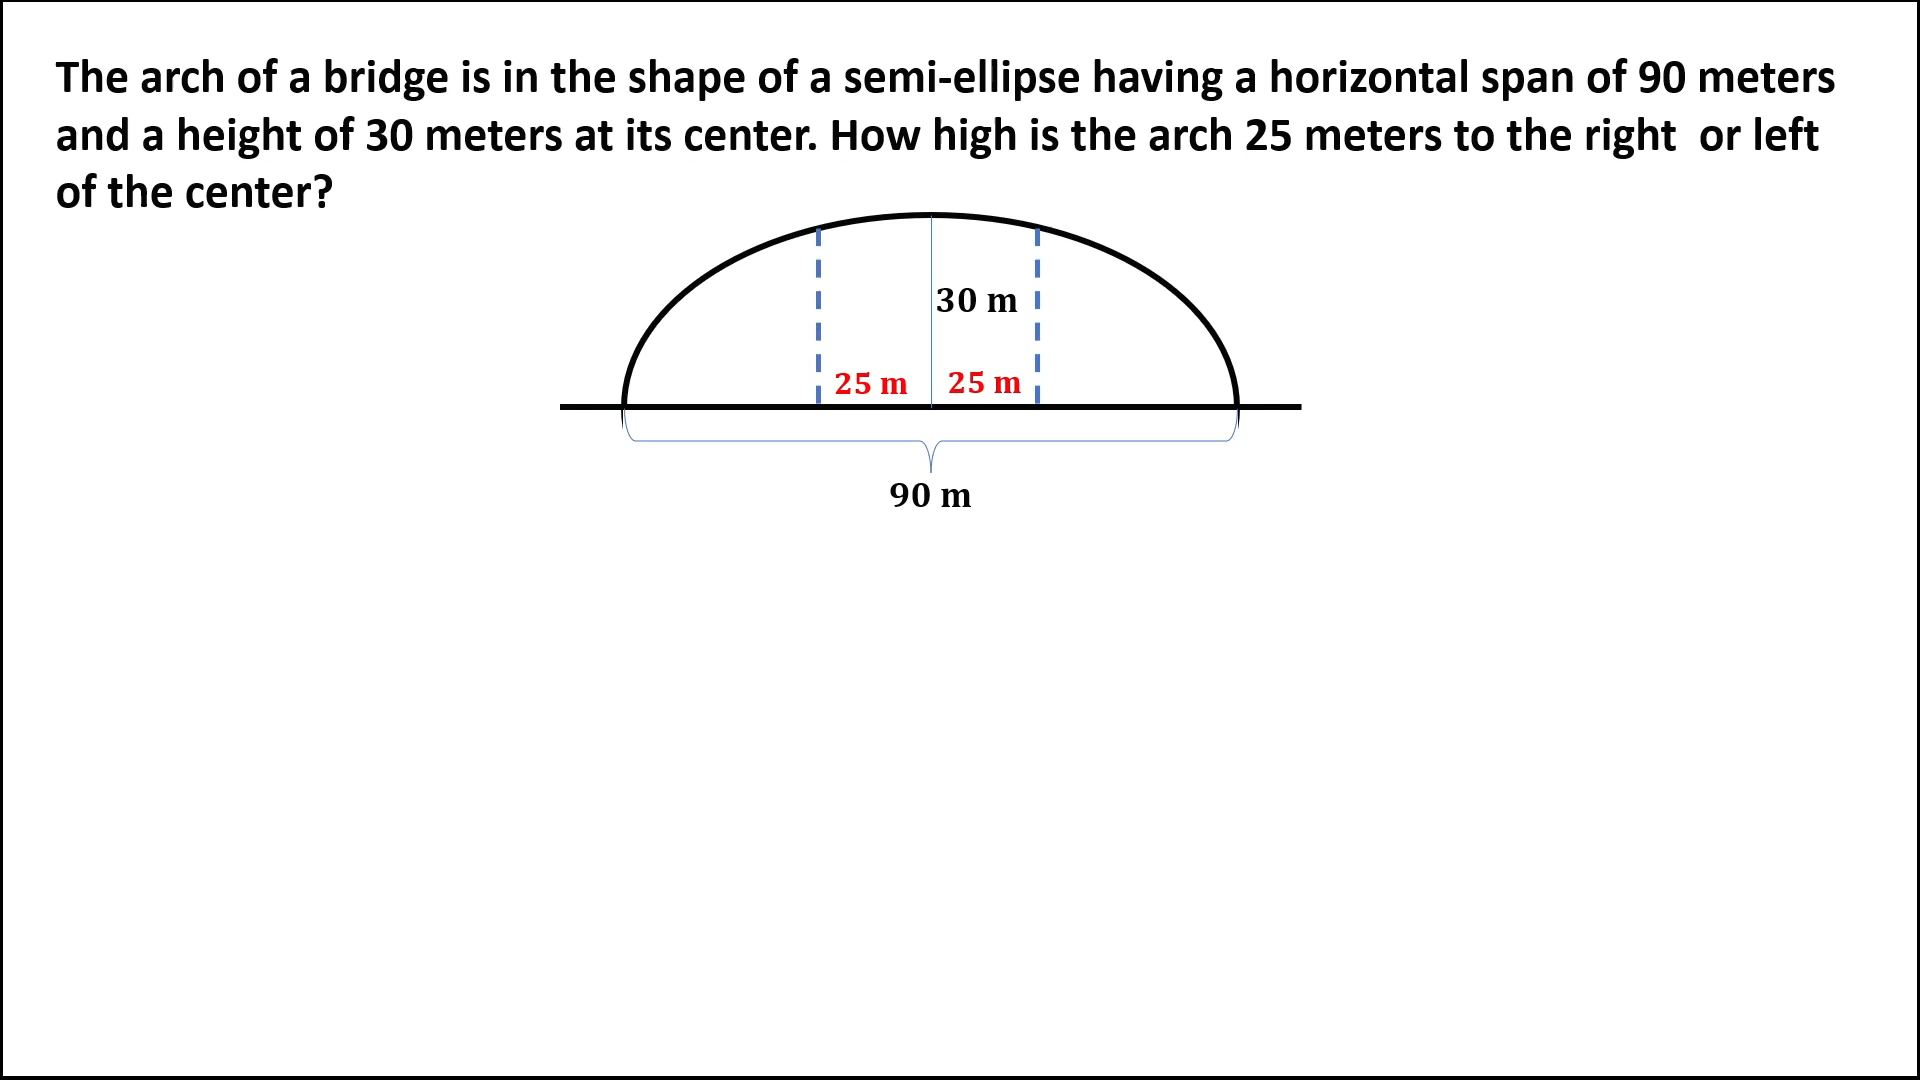 The arch of a bridge is in the shape of a semi-ellipse having a horizontal span of 90 meters
and a height of 30 meters at its center. How high is the arch 25 meters to the right  or left
of the center?
30 m
25 m 25 m
90 m